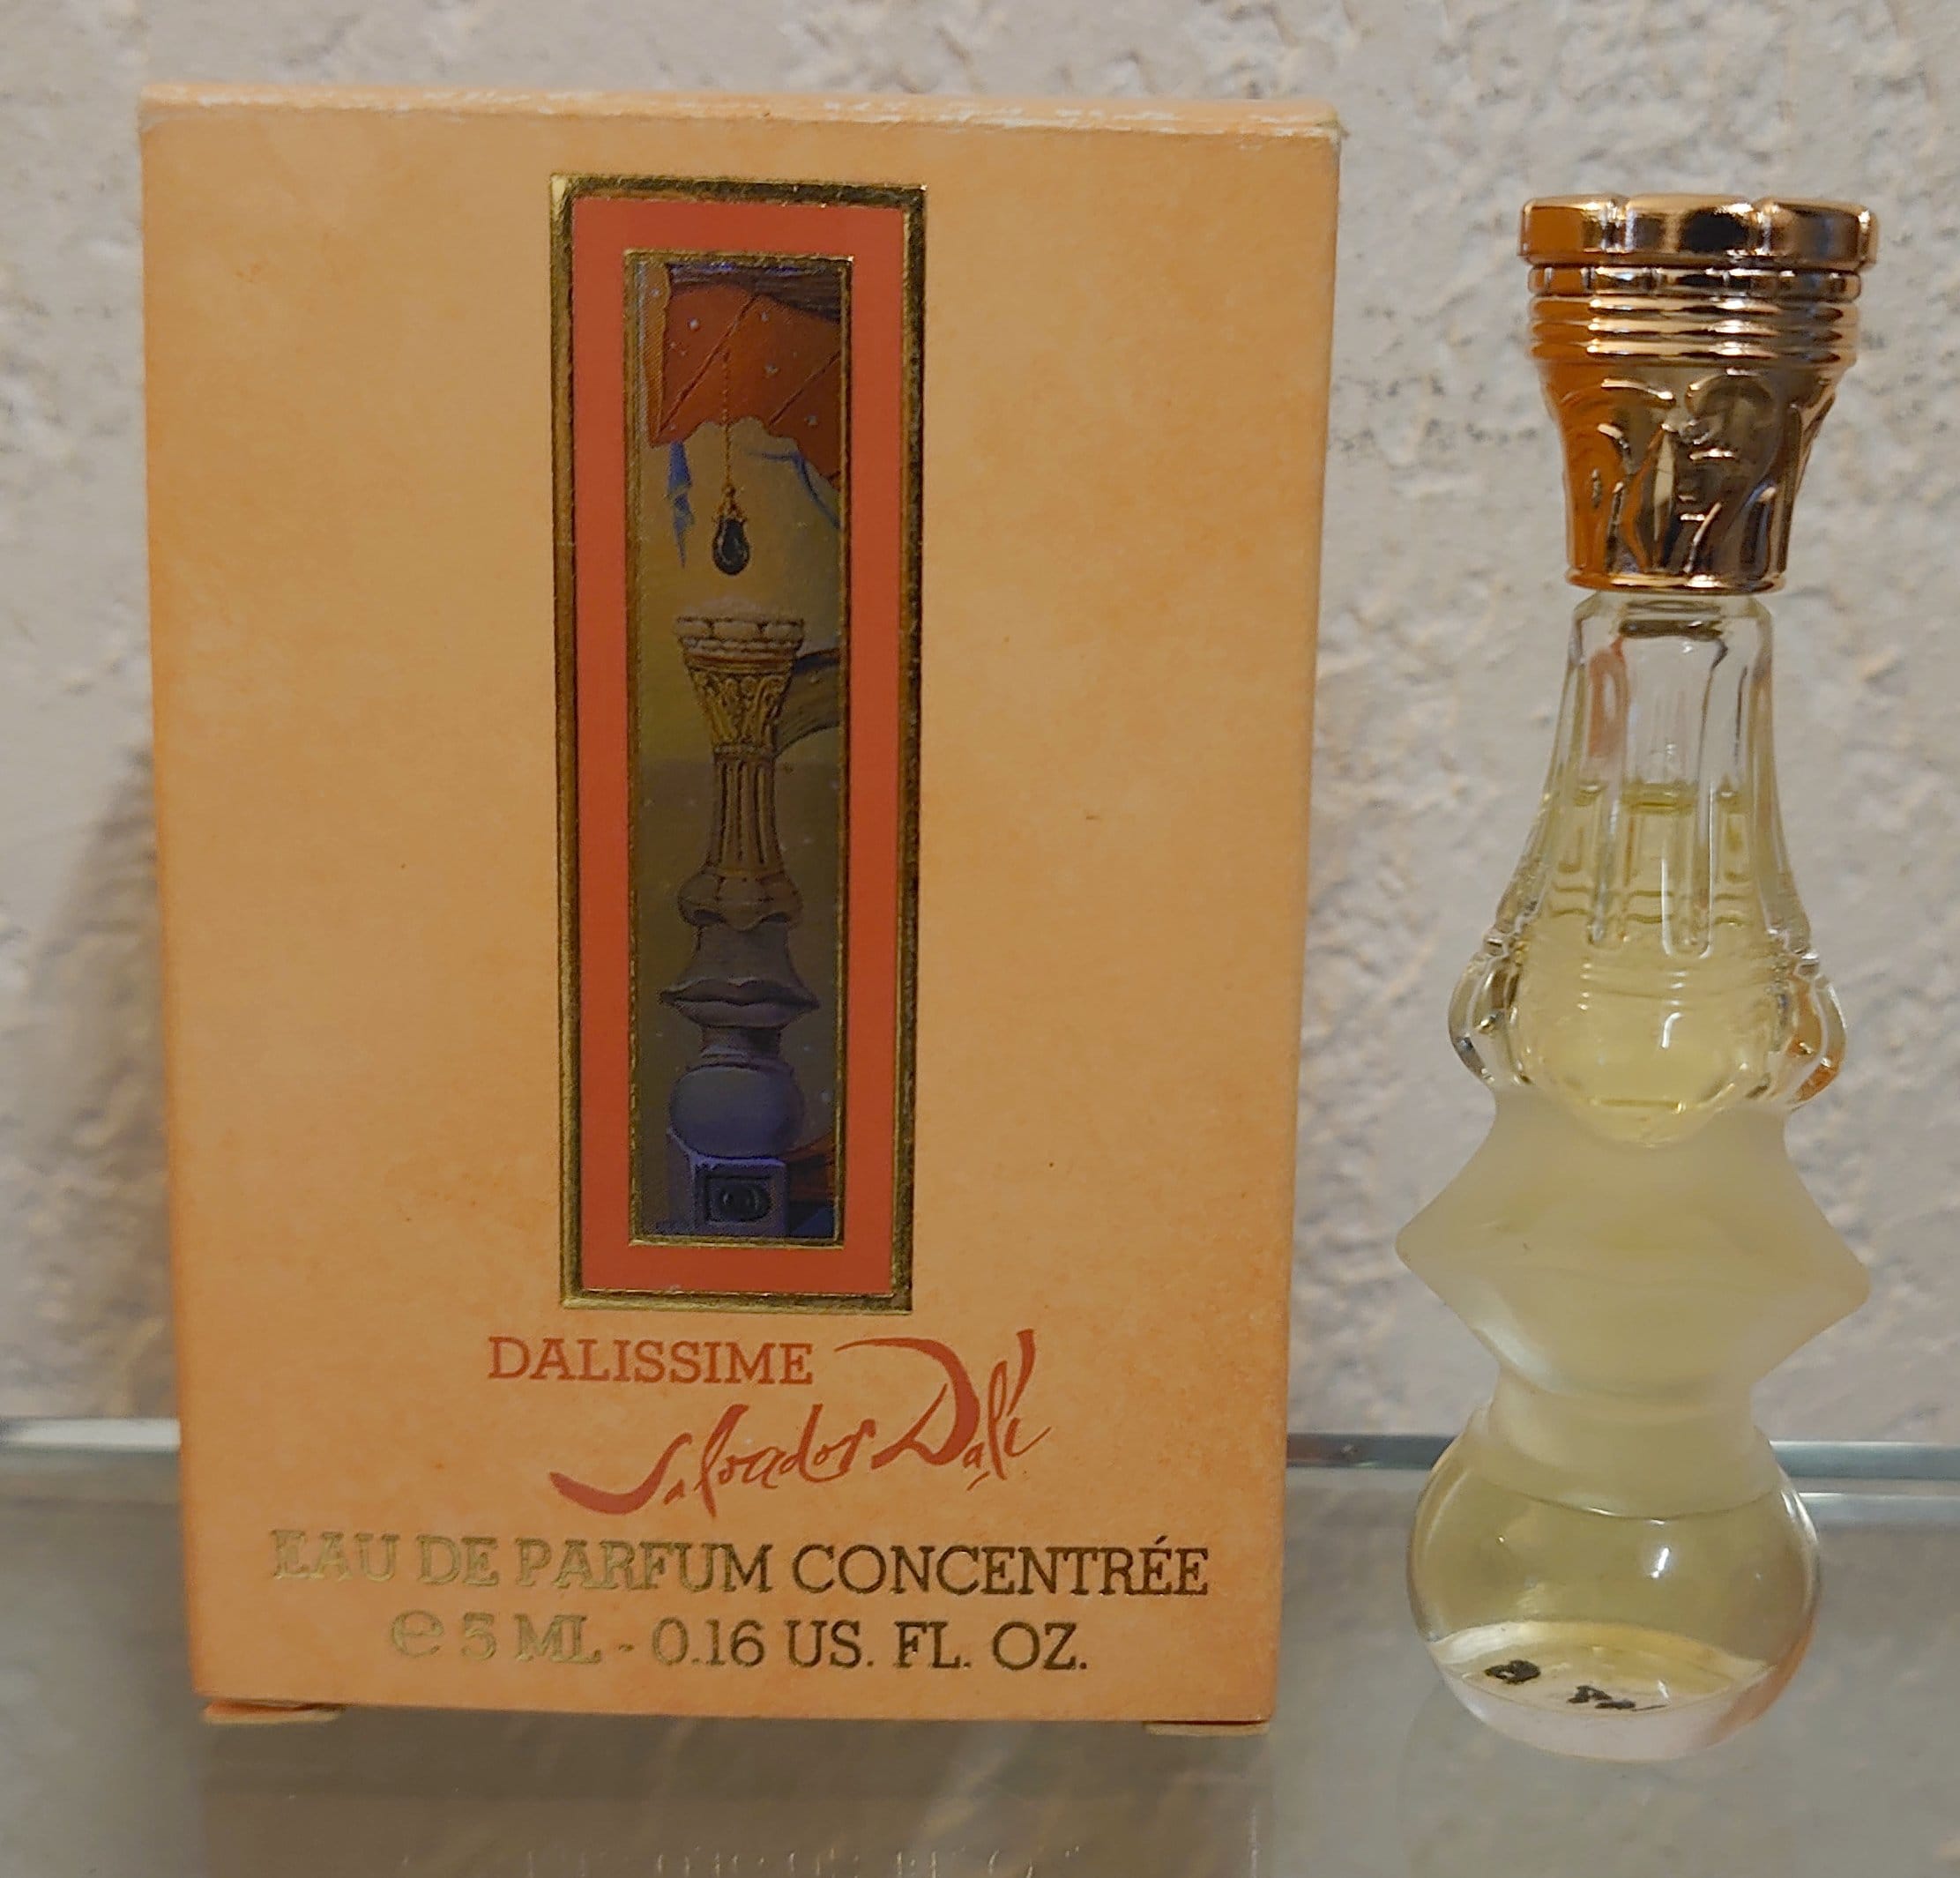 DALISSIME
Salvador Dalí
EAU DE PARFUM CONCENTRÉE
℮ 5 ML - 0.16 US. FL. OZ.